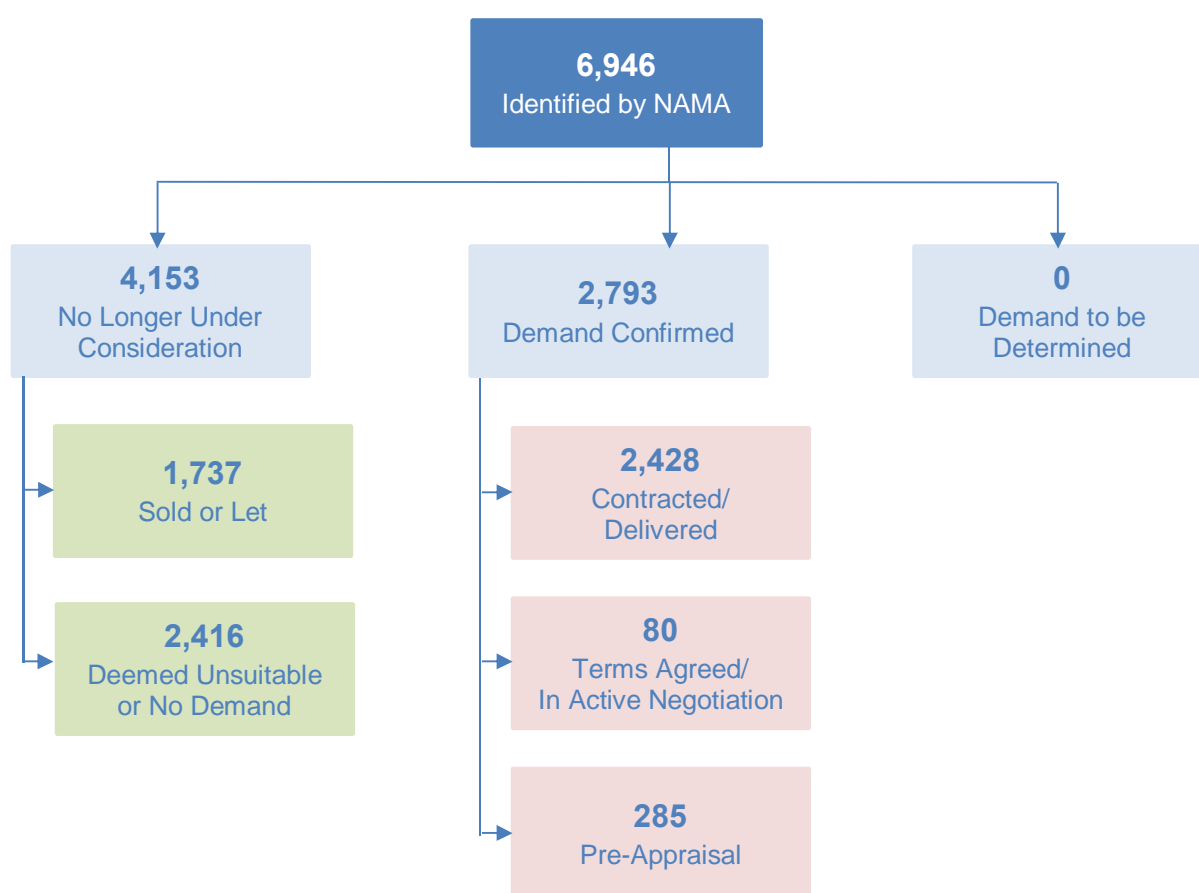 6,946
Identified by NAMA
4,153
No Longer Under
Consideration
2,793
Demand Confirmed
0
Demand to be
Determined
1,737
Sold or Let
2,416
Deemed Unsuitable
or No Demand
2,428
Contracted/
Delivered
80
Terms Agreed/
In Active Negotiation
285
Pre-Appraisal